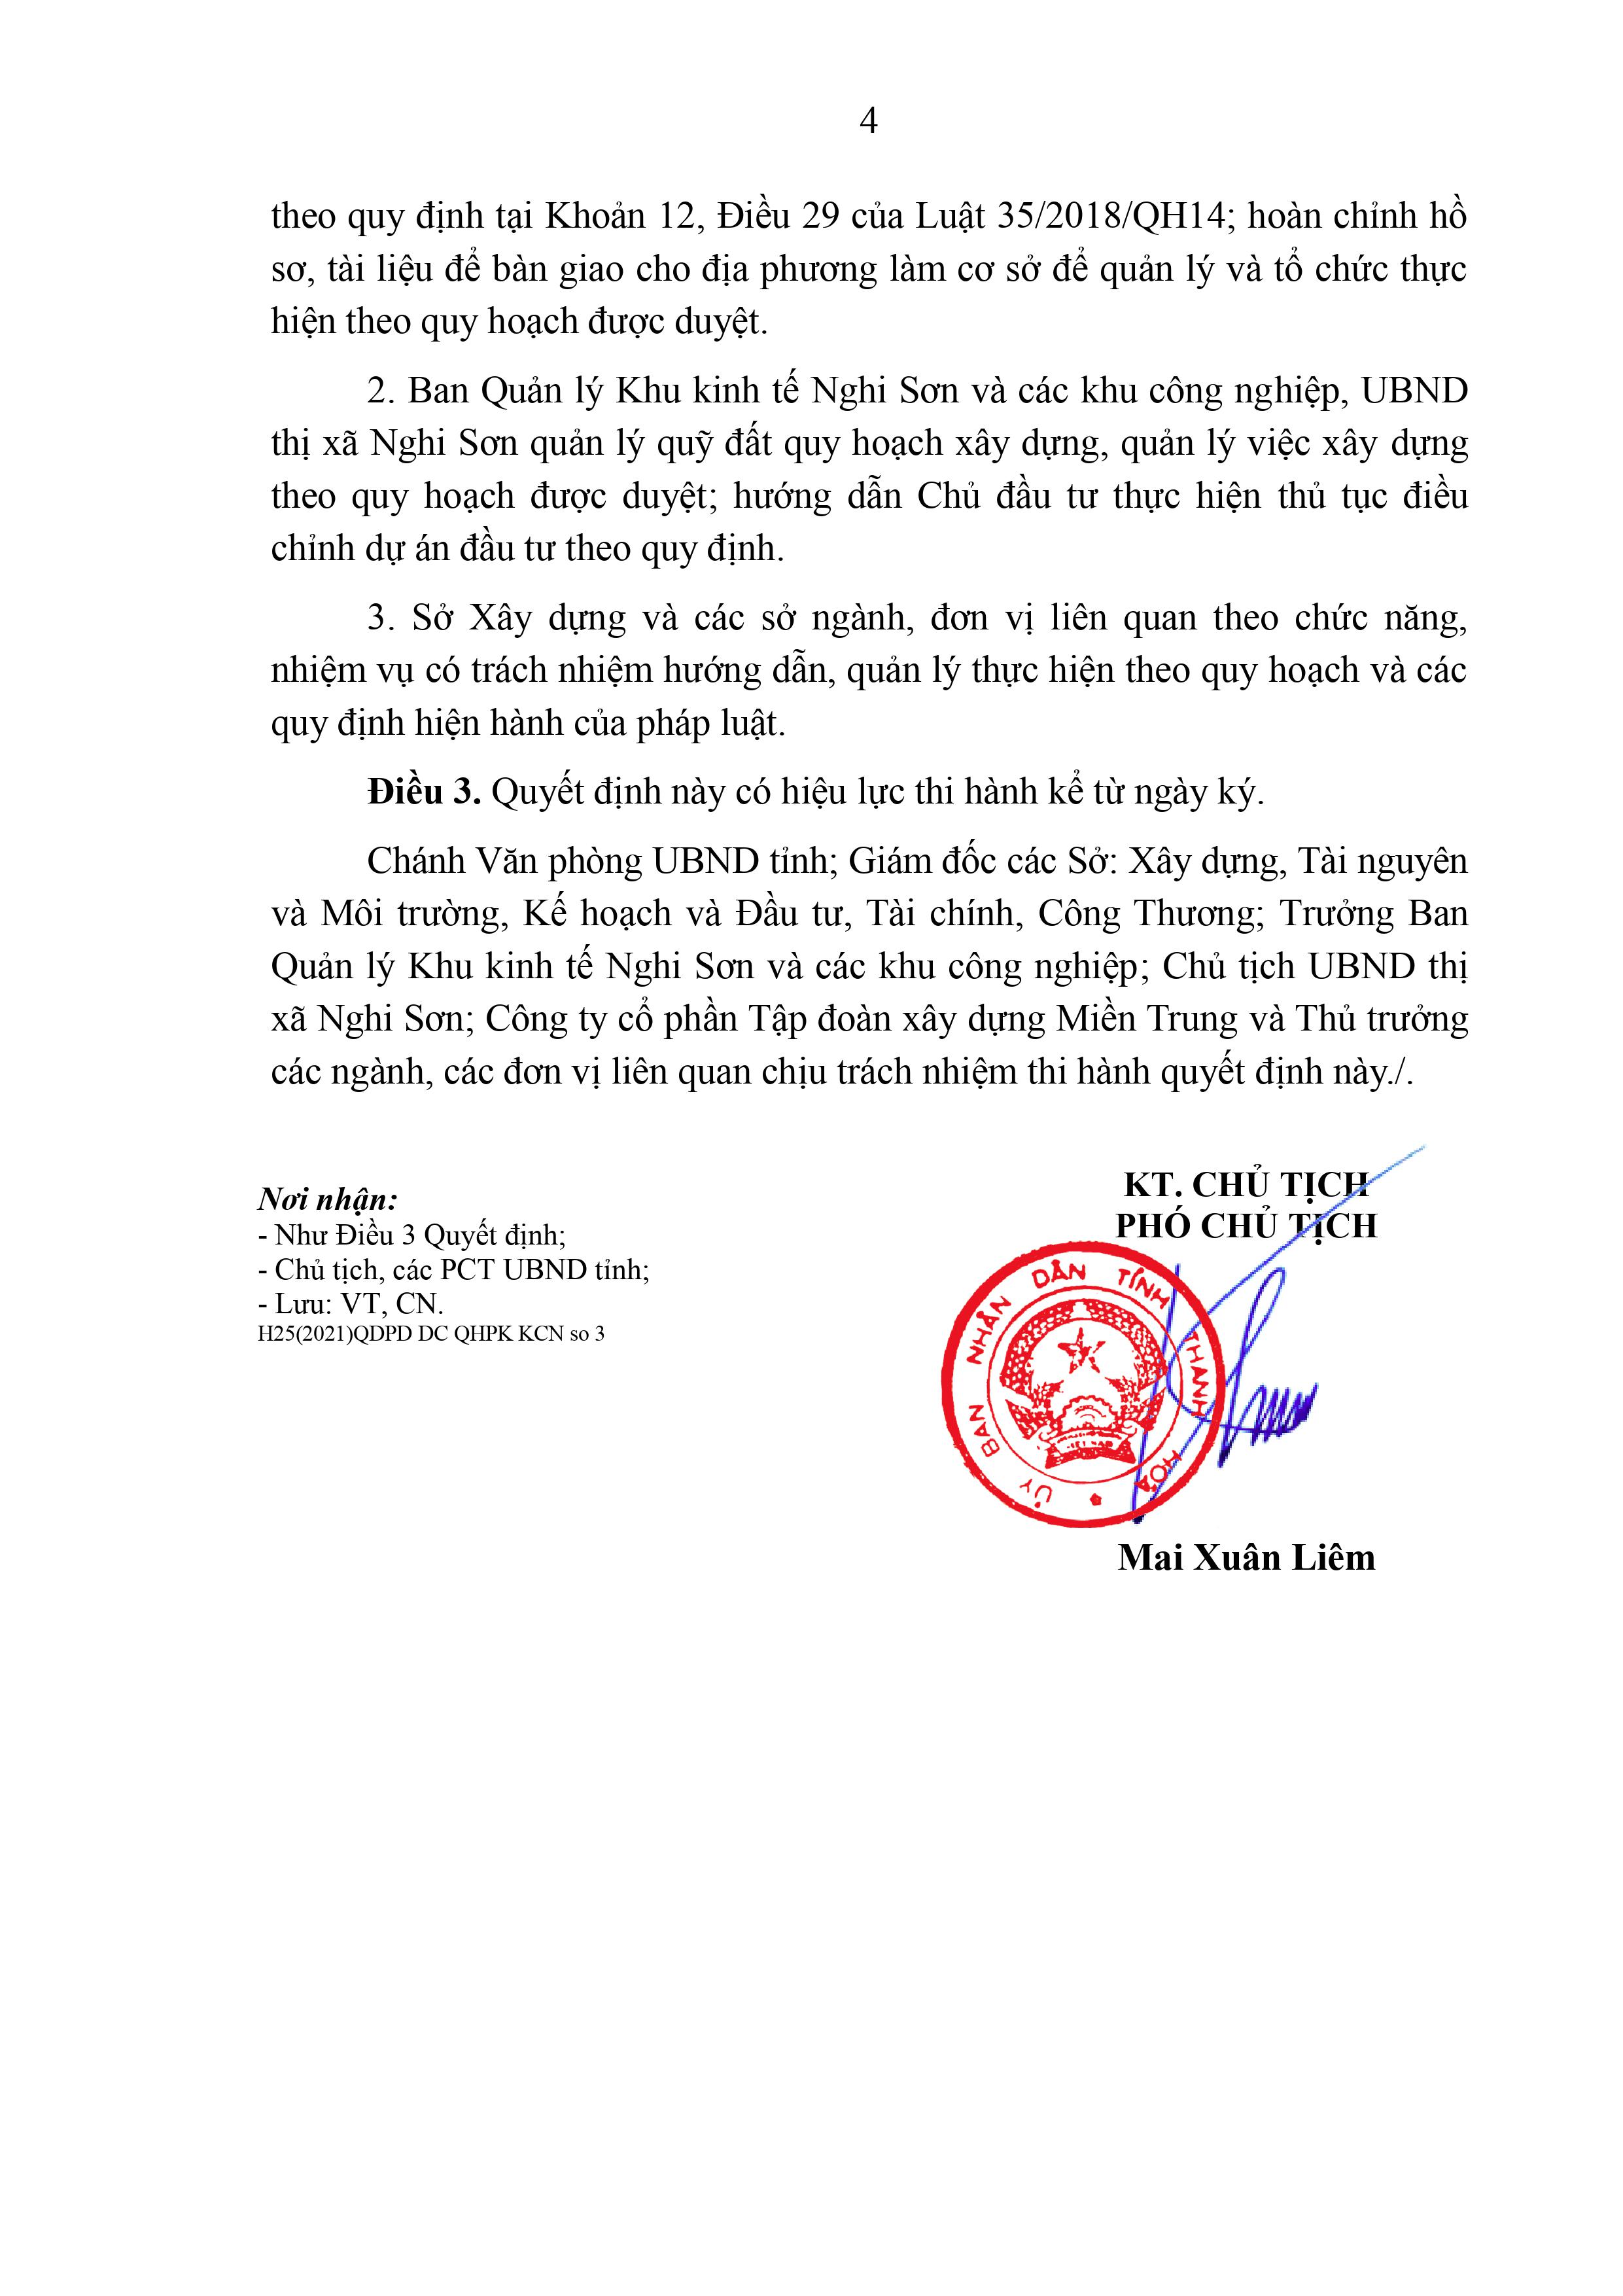 4
theo quy định tại Khoản 12, Điều 29 của Luật 35/2018/QH14; hoàn chỉnh hồ
sơ, tài liệu để bàn giao cho địa phương làm cơ sở để quản lý và tổ chức thực
hiện theo quy hoạch được duyệt.
2. Ban Quản lý Khu kinh tế Nghi Sơn và các khu công nghiệp, UBND
thị xã Nghi Sơn quản lý quỹ đất quy hoạch xây dựng, quản lý việc xây dựng
theo quy hoạch được duyệt; hướng dẫn Chủ đầu tư thực hiện thủ tục điều
chỉnh dự án đầu tư theo quy định.
3. Sở Xây dựng và các sở ngành, đơn vị liên quan theo chức năng,
nhiệm vụ có trách nhiệm hướng dẫn, quản lý thực hiện theo quy hoạch và các
quy định hiện hành của pháp luật.
Điều 3. Quyết định này có hiệu lực thi hành kể từ ngày ký.
Chánh Văn phòng UBND tỉnh; Giám đốc các Sở: Xây dựng, Tài nguyên
và Môi trường, Kế hoạch và Đầu tư, Tài chính, Công Thương; Trưởng Ban
Quản lý Khu kinh tế Nghi Sơn và các khu công nghiệp; Chủ tịch UBND thị
xã Nghi Sơn; Công ty cổ phần Tập đoàn xây dựng Miền Trung và Thủ trưởng
các ngành, các đơn vị liên quan chịu trách nhiệm thi hành quyết định này./.
Nơi nhận:
- Như Điều 3 Quyết định;
- Chủ tịch, các PCT UBND tỉnh;
- Lưu: VT, CN.
H25(2021)QDPD DC QHPK KCN so 3
KT. CHỦ TỊCH
PHÓ CHỦ TỊCH
ỦY BAN NHÂN DÂN TỈNH THANH HOÁ
Mai Xuân Liêm